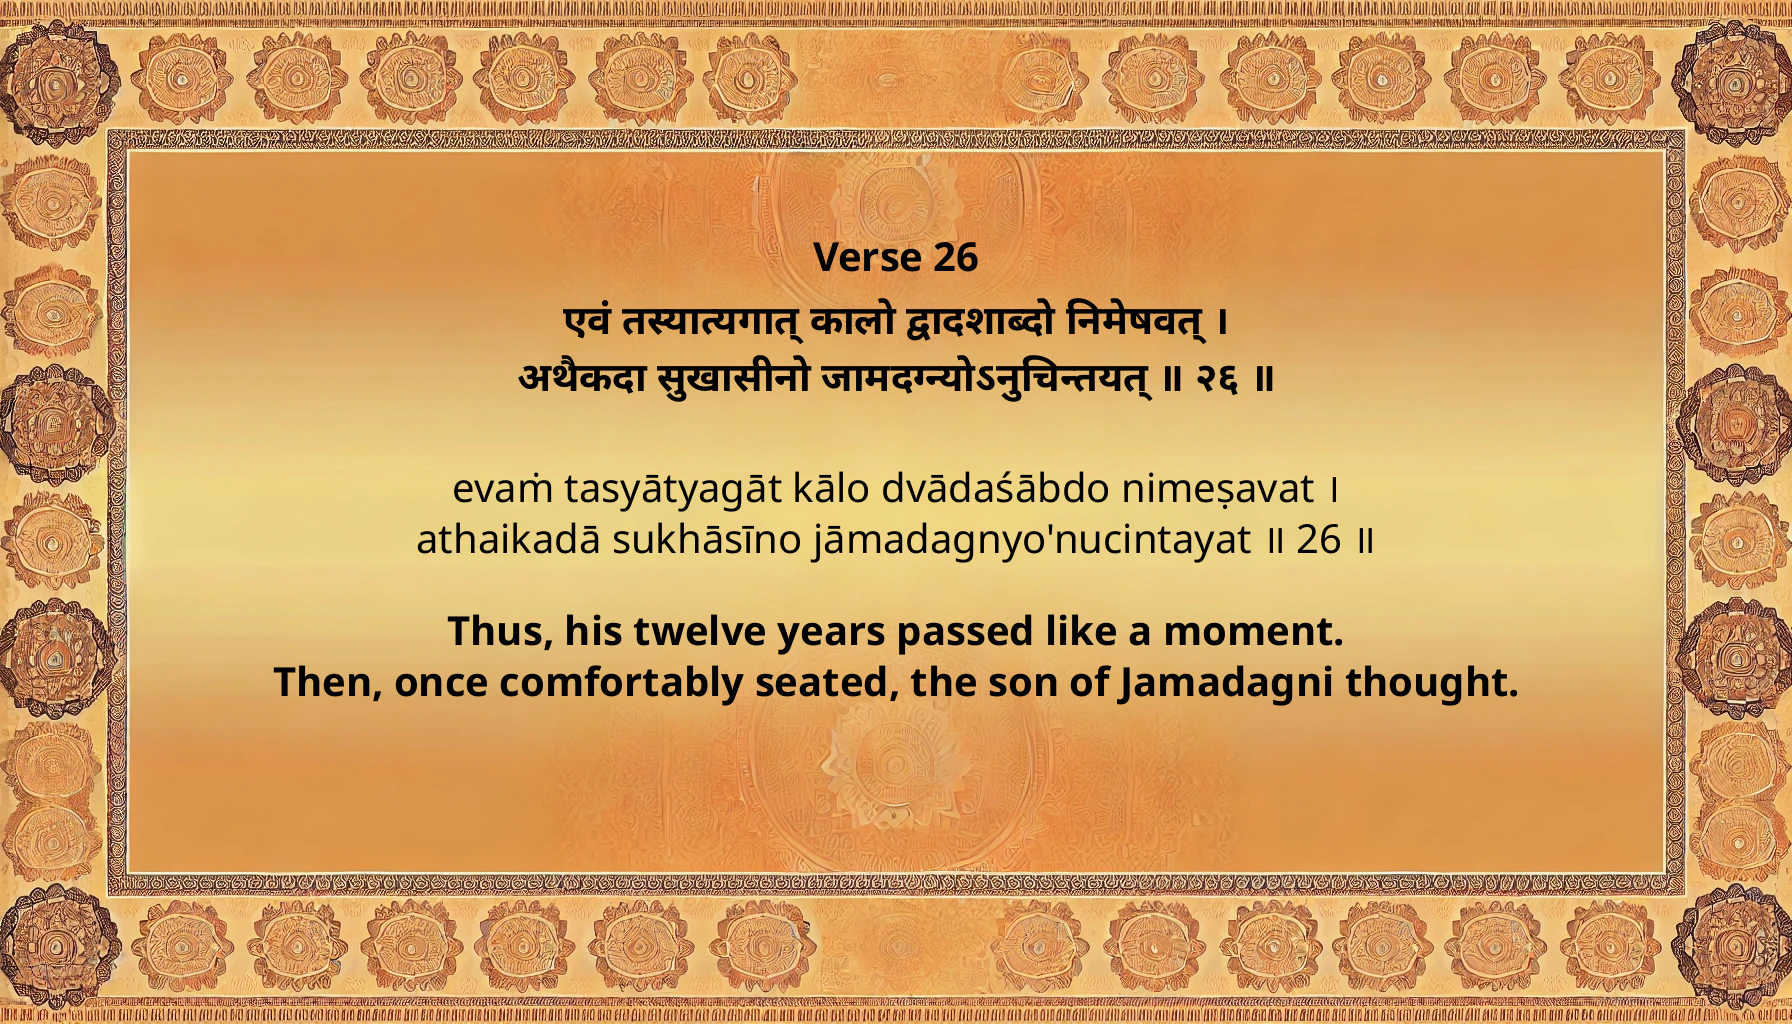 Verse 26
एवं तस्यात्यगात् कालो द्वादशाब्दो निमेषवत् ।
अथैकदा सुखासीनो जामदग्न्योऽनुचिन्तयत् ॥ २६ ॥
evaṁ tasyātyagāt kālo dvādaśābdo nimeṣavat ।
athaikadā sukhāsīno jāmadagnyo'nucintayat ॥ 26 ॥
Thus, his twelve years passed like a moment.
Then, once comfortably seated, the son of Jamadagni thought.